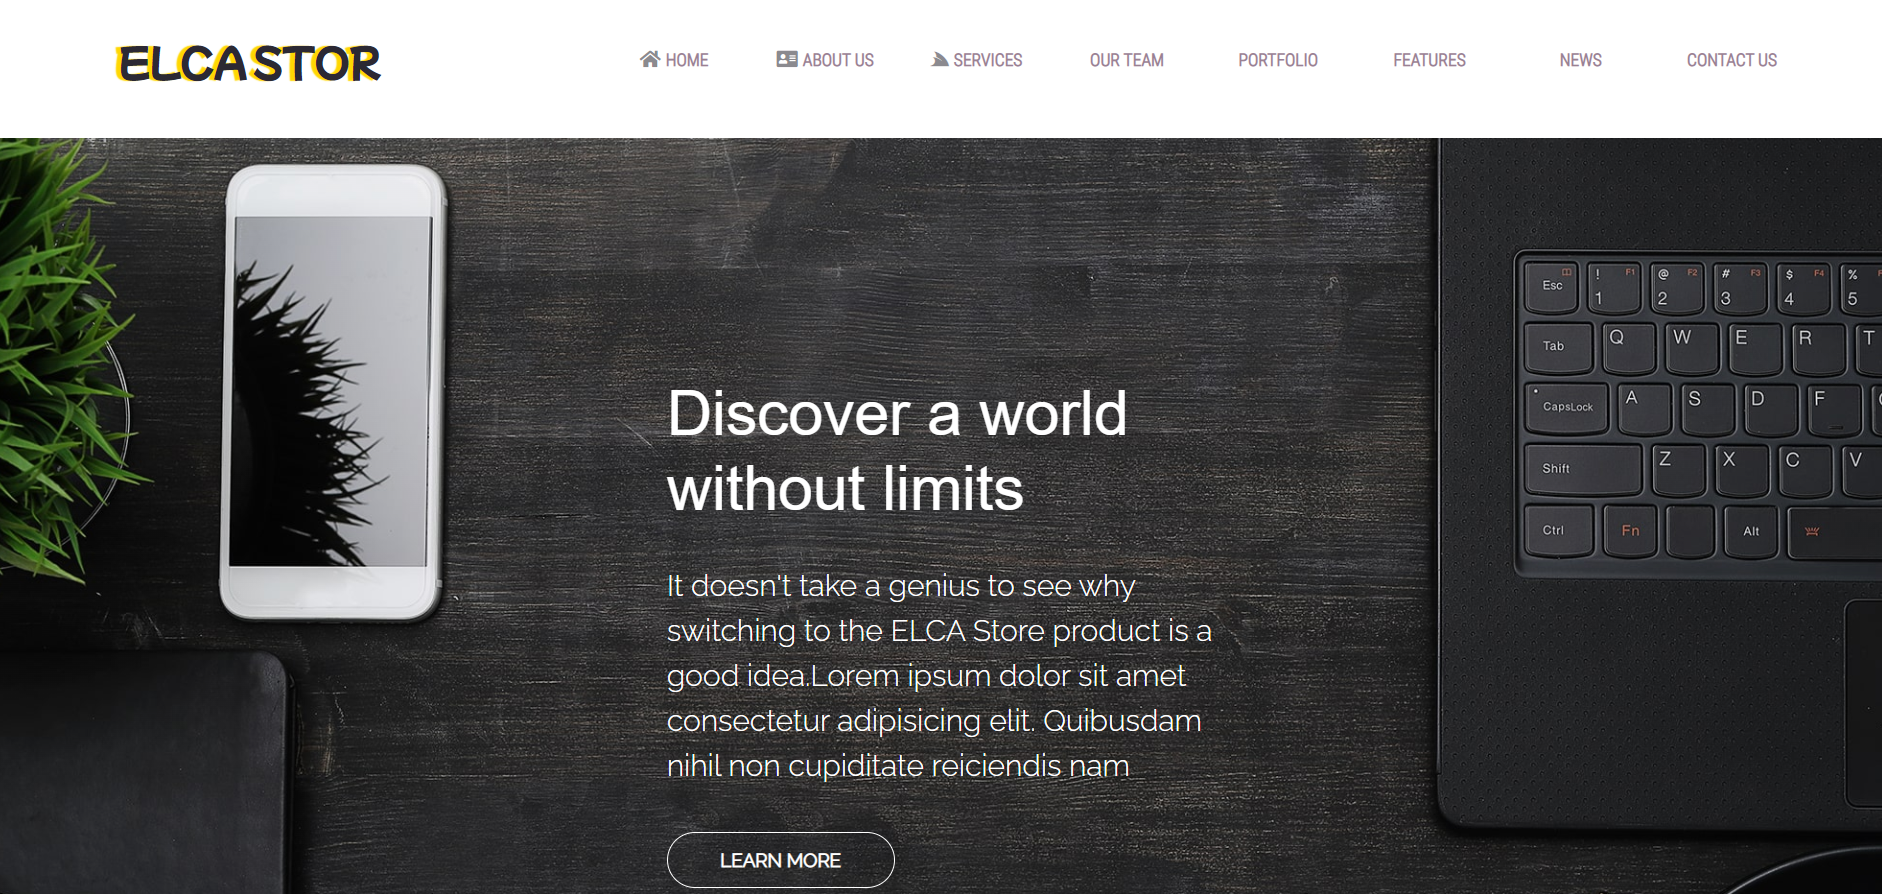 ELCASTOR
HOME ABOUT US SERVICES OUR TEAM PORTFOLIO FEATURES NEWS CONTACT US
Discover a world
without limits
It doesn't take a genius to see why
switching to the ELCA Store product is a
good idea.Lorem ipsum dolor sit amet
consectetur adipisicing elit. Quibusdam
nihil non cupiditate reiciendis nam
LEARN MORE
Esc ! F1 @ F2 # F3 $ F4 %
1 2 3 4 5
Tab Q W E R T
CapsLock A S D F
Shift Z X C V
Ctrl Fn Alt